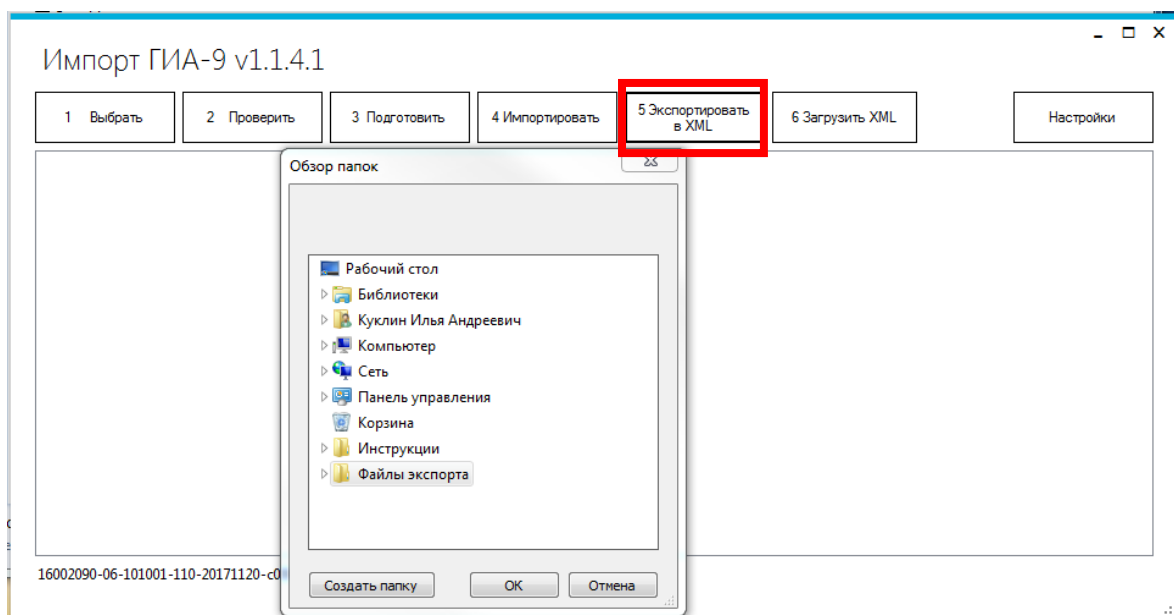 Импорт ГИА-9 v1.1.4.1
1 Выбрать
2 Проверить
3 Подготовить
4 Импортировать
5 Экспортировать
в XML
6 Загрузить XML
Настройки
Обзор папок
Рабочий стол
Библиотеки
Куклин Илья Андреевич
Компьютер
Сеть
Панель управления
Корзина
Инструкции
Файлы экспорта
Создать папку
OK
Отмена
16002090-06-101001-110-20171120-c0